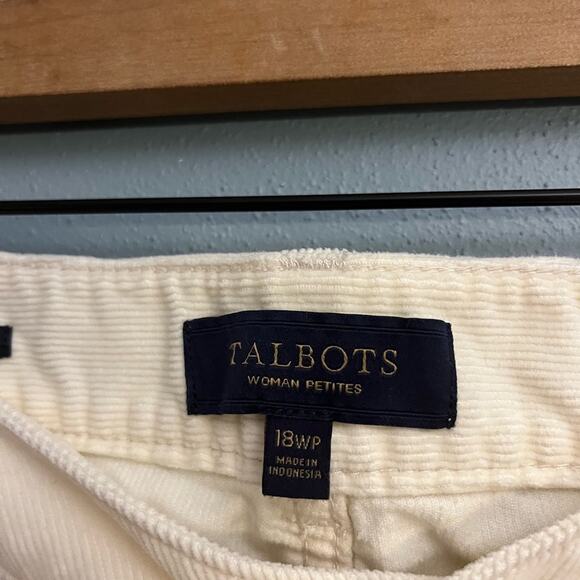 TALBOTS
WOMAN PETITES
18WP
MADE IN
INDONESIA